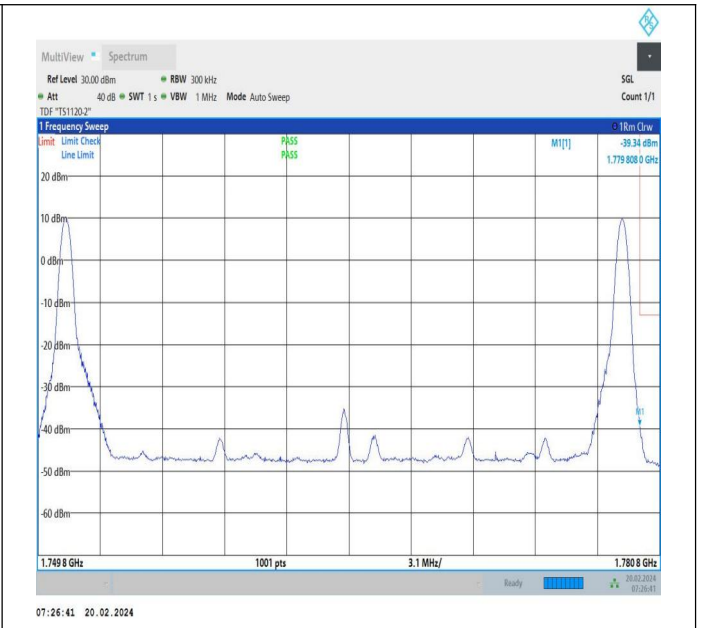 R S
MultiView Spectrum
Ref Level 30.00 dBm RBW 300 kHz SGL
Att 40 dB SWT 1 s VBW 1 MHz Mode Auto Sweep Count 1/1
TDF "TS1120-2"
1 Frequency Sweep 1Rm Clrw
Limit Limit Check PASS M1[1] -39.34 dBm
Line Limit PASS 1.779 808 0 GHz
20 dBm
10 dBm
0 dBm
-10 dBm
-20 dBm
-30 dBm
M1
-40 dBm
-50 dBm
-60 dBm
1.749 8 GHz 1001 pts 3.1 MHz/ 1.780 8 GHz
Ready 20.02.2024
07:26:41
07:26:41 20.02.2024